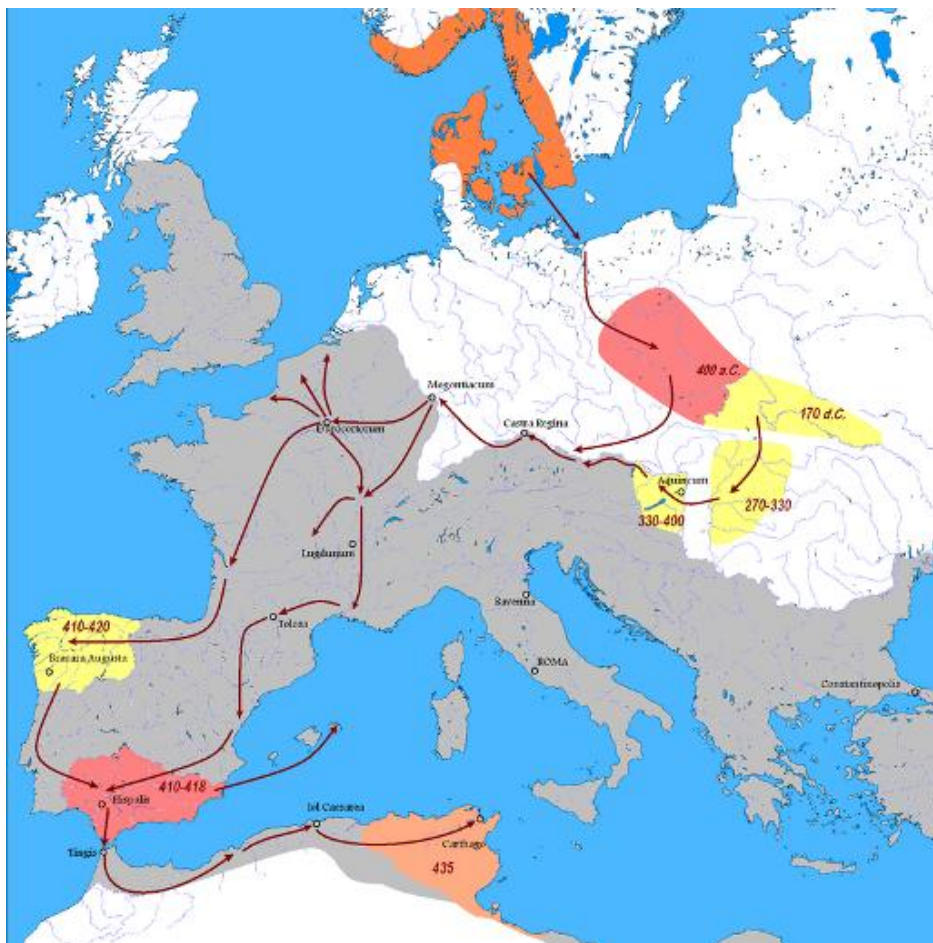 Mogontiacum
400 a.C.
170 d.C.
Castra Regina
Durocortorum
Aquincum
270-330
330-400
Lugdunum
Ravenna
Tolosa
410-420
Bracara Augusta
ROMA
Constantinopolis
410-418
Hispalis
Iol Caesarea
Tingis
Carthago
435